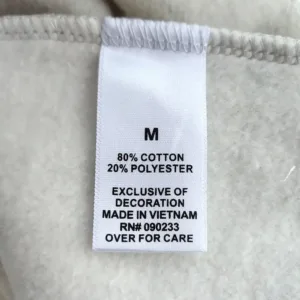 M
80% COTTON
20% POLYESTER
EXCLUSIVE OF
DECORATION
MADE IN VIETNAM
RN# 090233
OVER FOR CARE